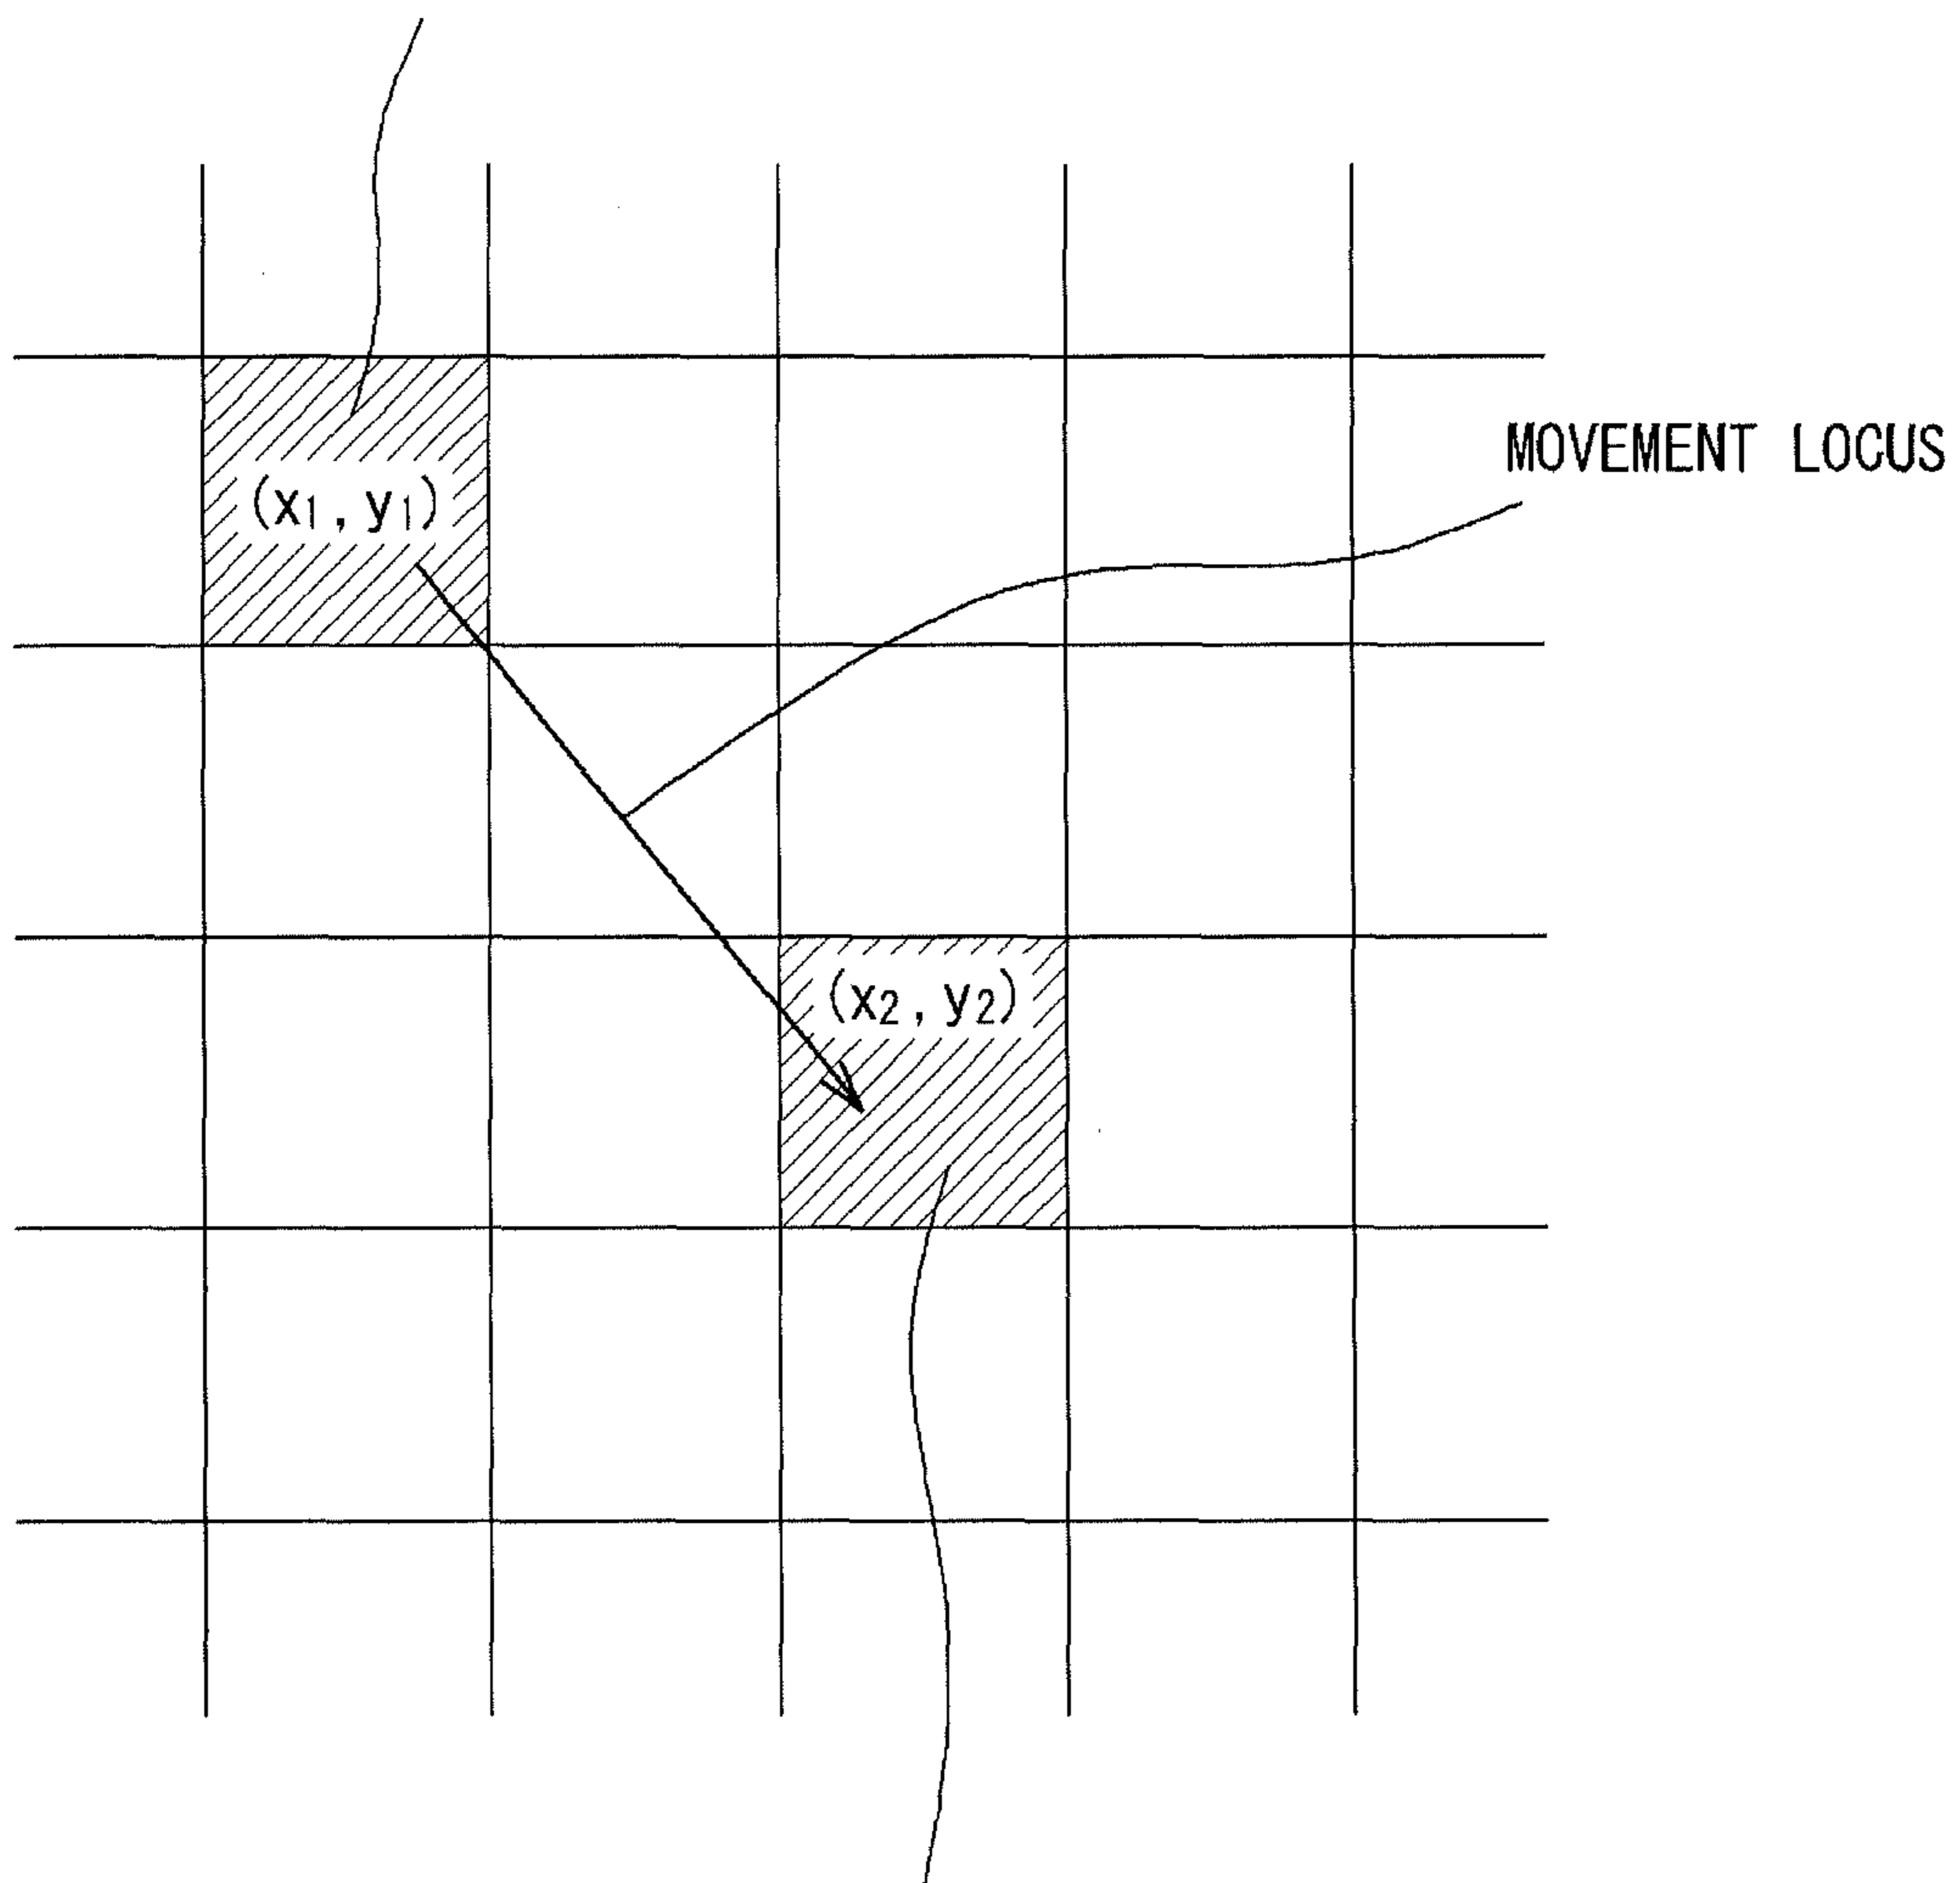 MOVEMENT LOCUS
(x1, y1)
(x2, y2)